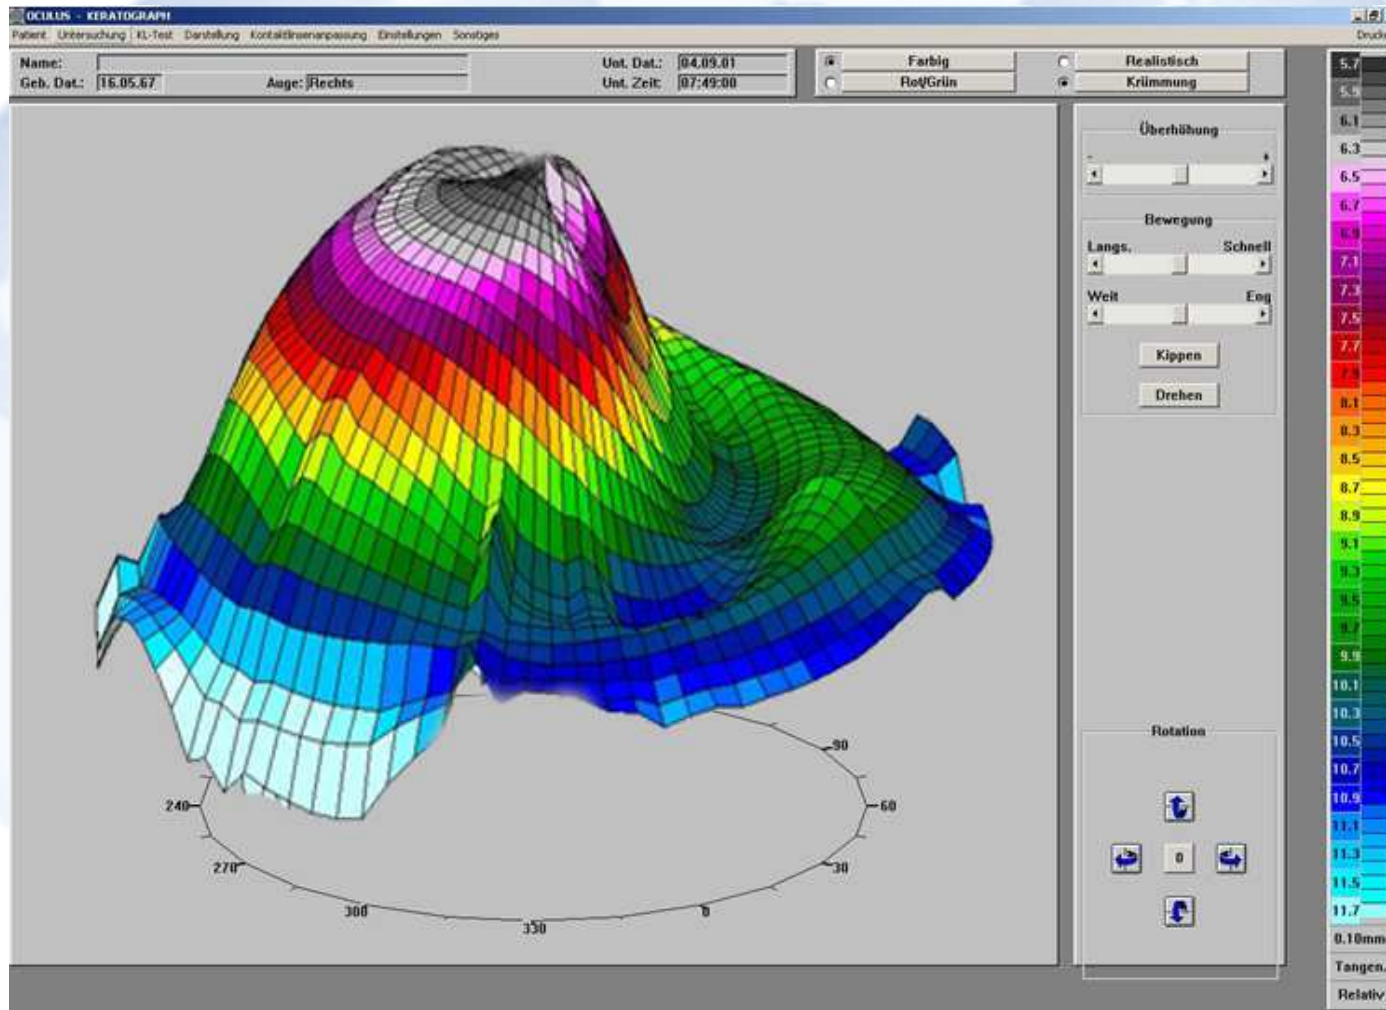 OCULUS - KERATOGRAPH
Patient Untersuchung KL-Test Darstellung Kontaktlinsenanpassung Einstellungen Sonstiges Drucke
Name: Unt. Dat.: 04.09.01
Geb. Dat.: 16.05.67 Auge: Rechts Unt. Zeit: 07:49:00
Farbig Realistisch
Rot/Grün Krümmung
Überhöhung
- +
Bewegung
Langs. Schnell
Weit Eng
Kippen
Drehen
Rotation
0
90
240 60
270 30
300 0
330
5.7
5.9
6.1
6.3
6.5
6.7
6.9
7.1
7.3
7.5
7.7
7.9
8.1
8.3
8.5
8.7
8.9
9.1
9.3
9.5
9.7
9.9
10.1
10.3
10.5
10.7
10.9
11.1
11.3
11.5
11.7
0.10mm
Tangen.
Relativ